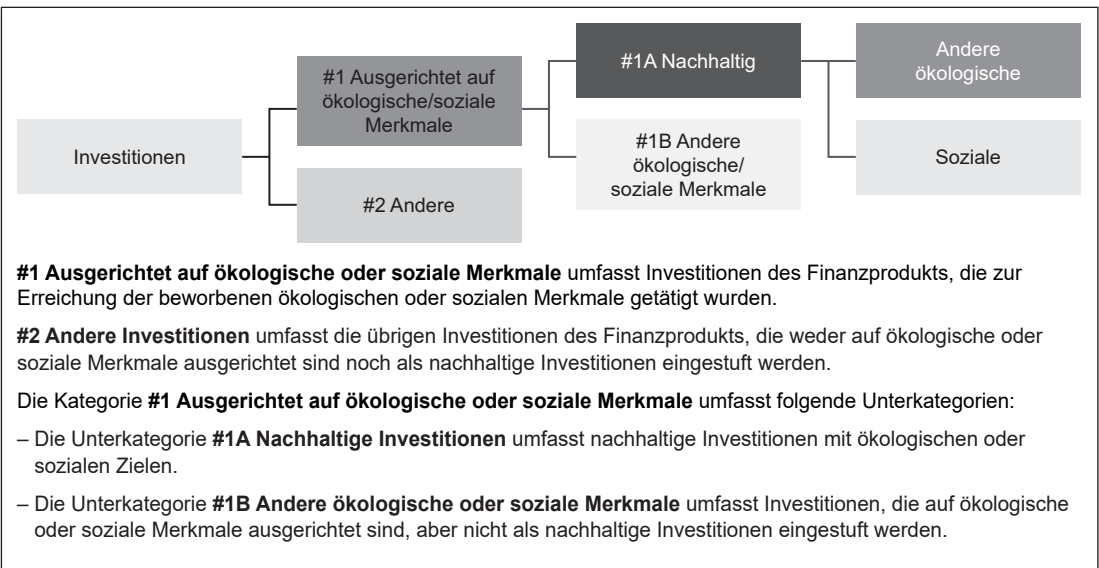 Investitionen
#1 Ausgerichtet auf
ökologische/soziale
Merkmale
#2 Andere
#1A Nachhaltig
#1B Andere
ökologische/
soziale Merkmale
Andere
ökologische
Soziale
#1 Ausgerichtet auf ökologische oder soziale Merkmale umfasst Investitionen des Finanzprodukts, die zur
Erreichung der beworbenen ökologischen oder sozialen Merkmale getätigt wurden.
#2 Andere Investitionen umfasst die übrigen Investitionen des Finanzprodukts, die weder auf ökologische oder
soziale Merkmale ausgerichtet sind noch als nachhaltige Investitionen eingestuft werden.
Die Kategorie #1 Ausgerichtet auf ökologische oder soziale Merkmale umfasst folgende Unterkategorien:
– Die Unterkategorie #1A Nachhaltige Investitionen umfasst nachhaltige Investitionen mit ökologischen oder
sozialen Zielen.
– Die Unterkategorie #1B Andere ökologische oder soziale Merkmale umfasst Investitionen, die auf ökologische
oder soziale Merkmale ausgerichtet sind, aber nicht als nachhaltige Investitionen eingestuft werden.